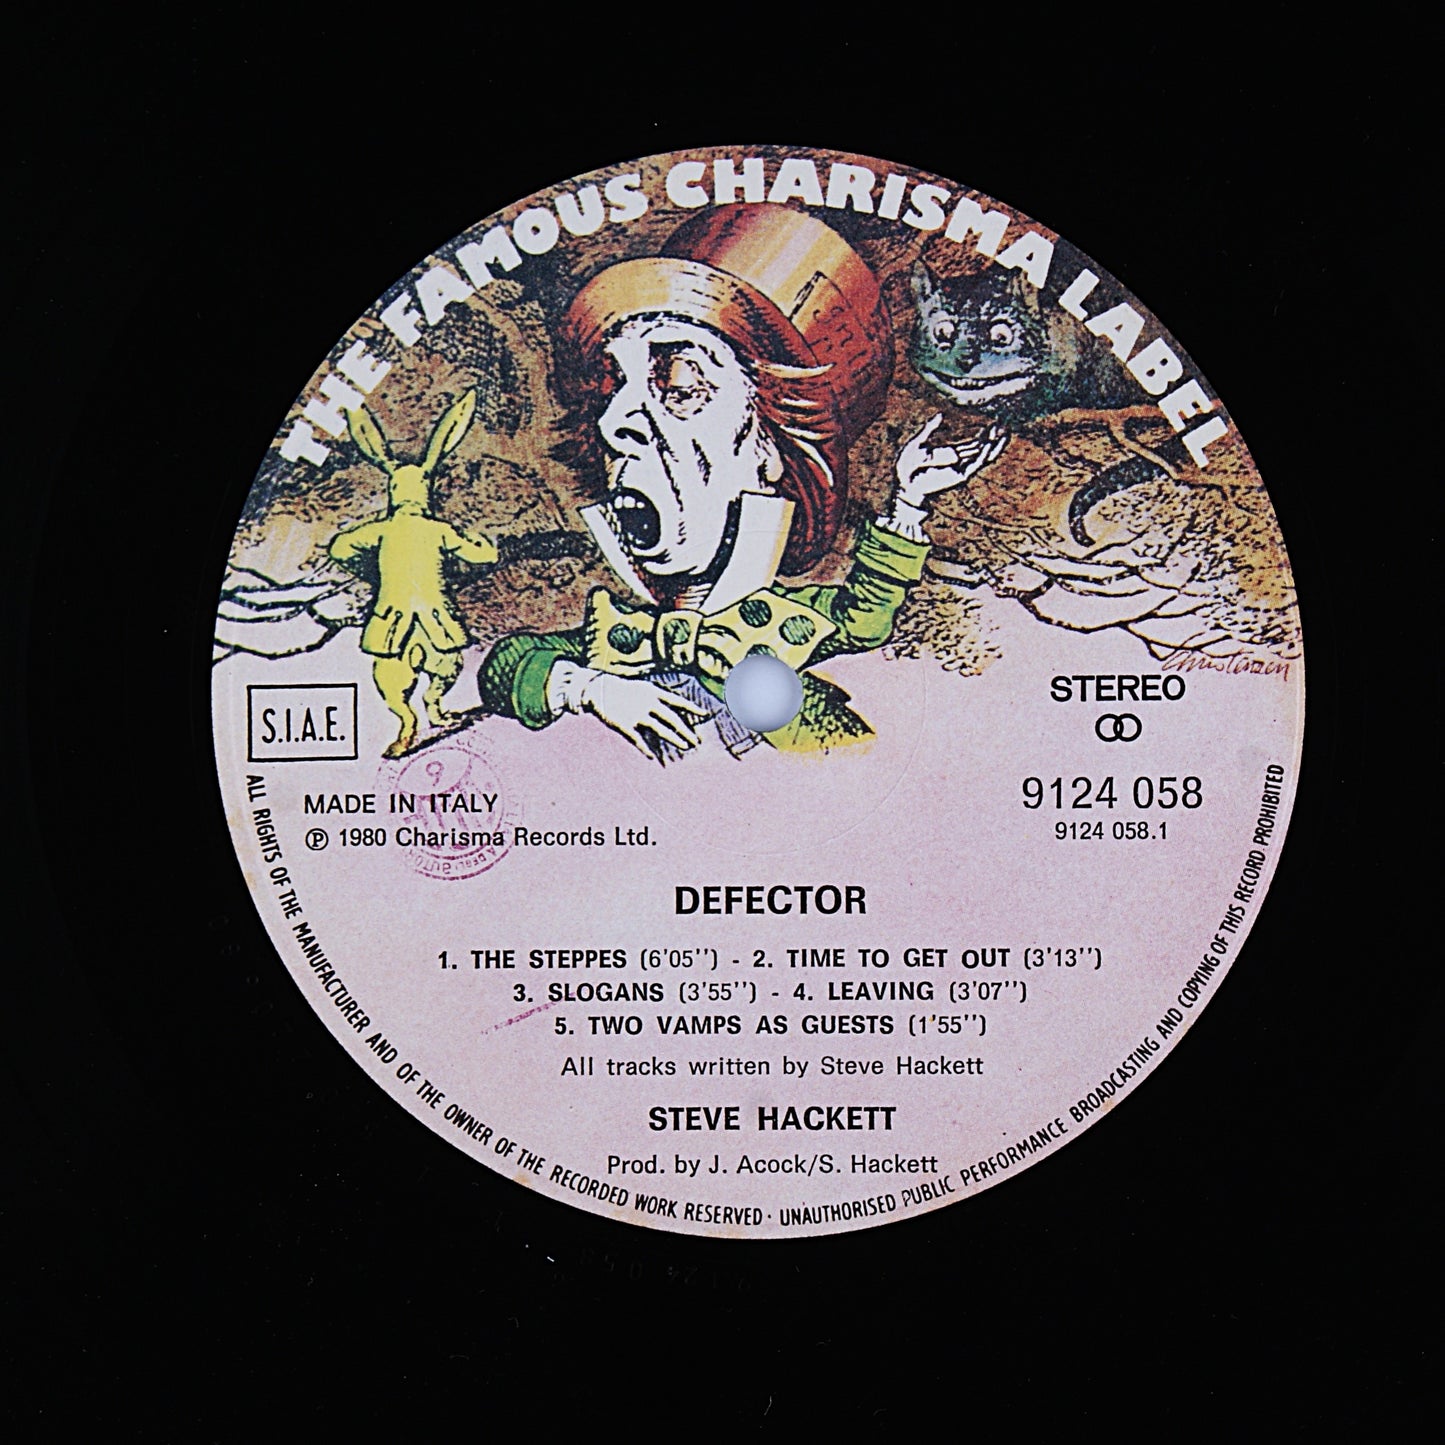 THE FAMOUS CHARISMA LABEL
Christensen
S.I.A.E.
STEREO
MADE IN ITALY
℗ 1980 Charisma Records Ltd.
9124 058
9124 058.1
DEFECTOR
1. THE STEPPES (6'05'') - 2. TIME TO GET OUT (3'13'')
3. SLOGANS (3'55'') - 4. LEAVING (3'07'')
5. TWO VAMPS AS GUESTS (1'55'')
All tracks written by Steve Hackett
STEVE HACKETT
Prod. by J. Acock/S. Hackett
ALL RIGHTS OF THE MANUFACTURER AND OF THE OWNER OF THE RECORDED WORK RESERVED · UNAUTHORISED PUBLIC PERFORMANCE BROADCASTING AND COPYING OF THIS RECORD PROHIBITED